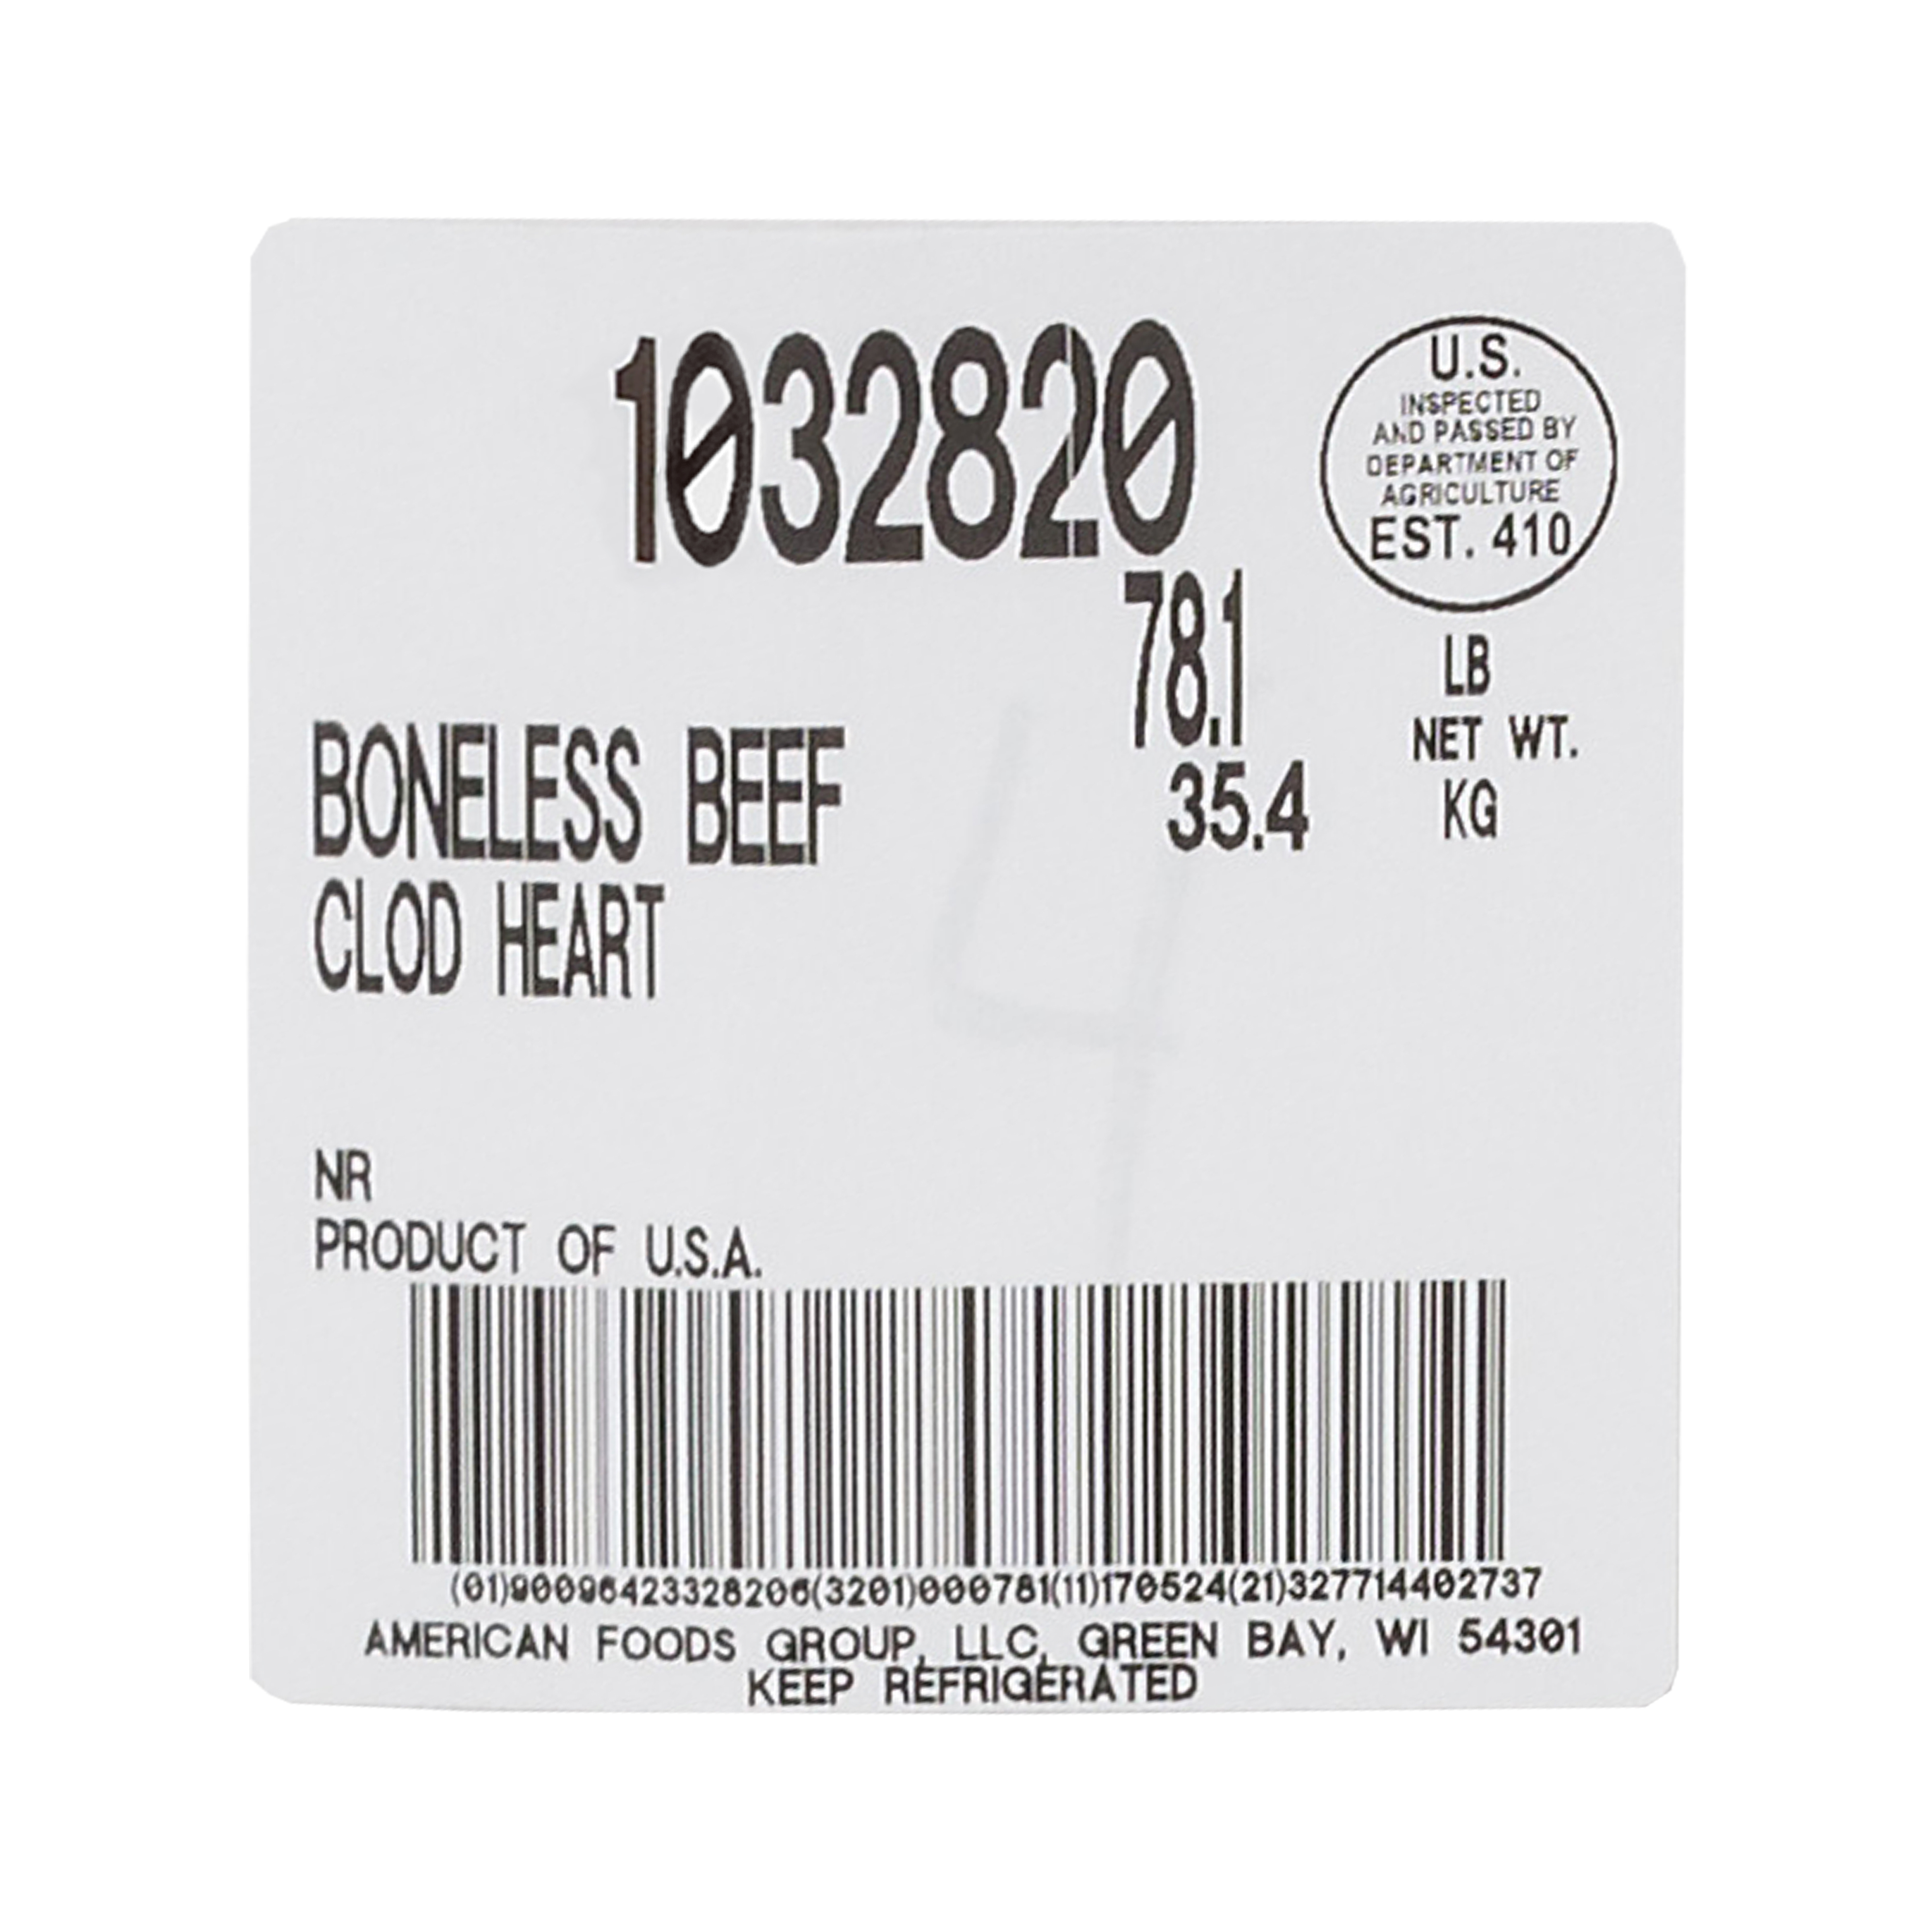 1032820
U.S.
INSPECTED
AND PASSED BY
DEPARTMENT OF
AGRICULTURE
EST. 410
78.1
LB
NET WT.
BONELESS BEEF
35.4
KG
CLOD HEART
4
NR
PRODUCT OF U.S.A.
(01)90096423328206(3201)000781(11)170524(21)327714402737
AMERICAN FOODS GROUP, LLC, GREEN BAY, WI 54301
KEEP REFRIGERATED